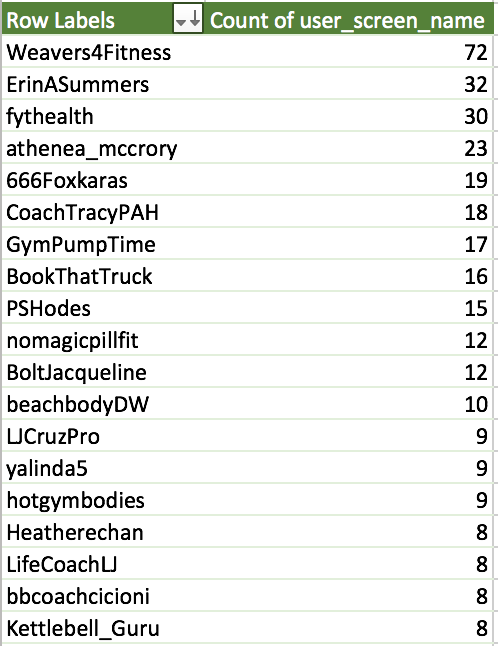 Row Labels Count of user_screen_name
Weavers4Fitness 72
ErinASummers 32
fythealth 30
athenea_mccrory 23
666Foxkaras 19
CoachTracyPAH 18
GymPumpTime 17
BookThatTruck 16
PSHodes 15
nomagicpillfit 12
BoltJacqueline 12
beachbodyDW 10
LJCruzPro 9
yalinda5 9
hotgymbodies 9
Heatherechan 8
LifeCoachLJ 8
bbcoachcicioni 8
Kettlebell_Guru 8